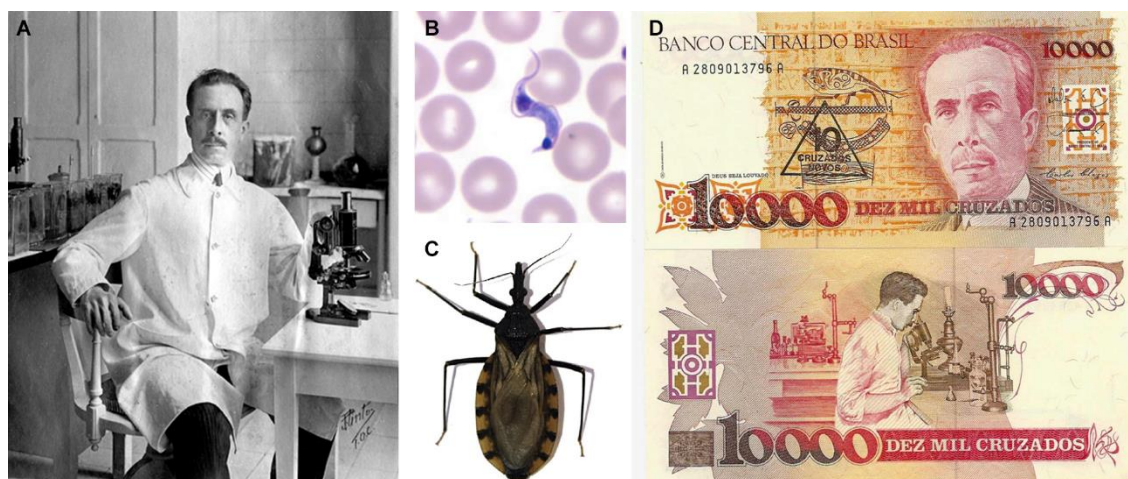 A
B
C
D
BANCO CENTRAL DO BRASIL
10000
A 2809013796 A
10
CRUZADOS
NOVOS
DEUS SEJA LOUVADO
10000 DEZ MIL CRUZADOS
A 2809013796 A
10000
10000 DEZ MIL CRUZADOS